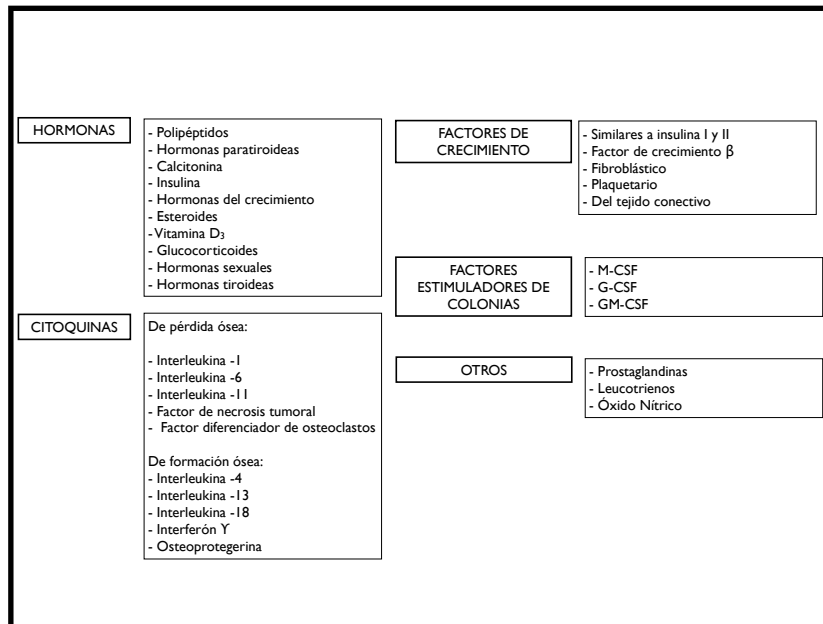 HORMONAS
- Polipéptidos
- Hormonas paratiroideas
- Calcitonina
- Insulina
- Hormonas del crecimiento
- Esteroides
-Vitamina D₃
- Glucocorticoides
- Hormonas sexuales
- Hormonas tiroideas
CITOQUINAS
De pérdida ósea:
- Interleukina -1
- Interleukina -6
- Interleukina -11
- Factor de necrosis tumoral
- Factor diferenciador de osteoclastos
De formación ósea:
- Interleukina -4
- Interleukina -13
- Interleukina -18
- Interferón ϒ
- Osteoprotegerina
FACTORES DE
CRECIMIENTO
- Similares a insulina I y II
- Factor de crecimiento β
- Fibroblástico
- Plaquetario
- Del tejido conectivo
FACTORES
ESTIMULADORES DE
COLONIAS
- M-CSF
- G-CSF
- GM-CSF
OTROS
- Prostaglandinas
- Leucotrienos
- Óxido Nítrico